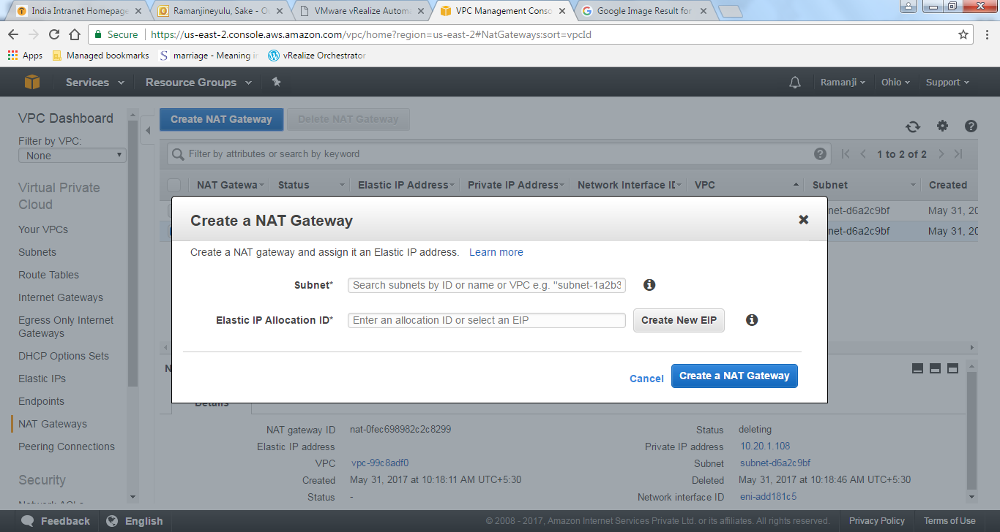 India Intranet Homepage
Ramanjineyulu, Sake - O
VMware vRealize Autom
VPC Management Cons
Google Image Result for
Secure
https://us-east-2.console.aws.amazon.com/vpc/home?region=us-east-2#NatGateways:sort=vpcId
Apps
Managed bookmarks
S marriage - Meaning in
vRealize Orchestrator
Services
Resource Groups
Ramanji
Ohio
Support
VPC Dashboard
Filter by VPC:
None
Virtual Private
Cloud
Your VPCs
Subnets
Route Tables
Internet Gateways
Egress Only Internet
Gateways
DHCP Options Sets
Elastic IPs
Endpoints
NAT Gateways
Peering Connections
Security
Network ACLs
Create NAT Gateway
Delete NAT Gateway
Filter by attributes or search by keyword
1 to 2 of 2
NAT Gatewa
Status
Elastic IP Address
Private IP Address
Network Interface I
VPC
Subnet
Created
net-d6a2c9bf
May 31, 20
net-d6a2c9bf
May 31, 20
Create a NAT Gateway
Create a NAT gateway and assign it an Elastic IP address. Learn more
Subnet*
Search subnets by ID or name or VPC e.g. "subnet-1a2b3
Elastic IP Allocation ID*
Enter an allocation ID or select an EIP
Create New EIP
Cancel
Create a NAT Gateway
N
Details
NAT gateway ID
nat-0fec698982c2c8299
Status
deleting
Elastic IP address
Private IP address
10.20.1.108
VPC
vpc-99c8adf0
Subnet
subnet-d6a2c9bf
Created
May 31, 2017 at 10:18:11 AM UTC+5:30
Deleted
May 31, 2017 at 10:18:46 AM UTC+5:30
Status
-
Network interface ID
eni-add181c5
Feedback
English
© 2008 - 2017, Amazon Internet Services Private Ltd. or its affiliates. All rights reserved.
Privacy Policy
Terms of Use